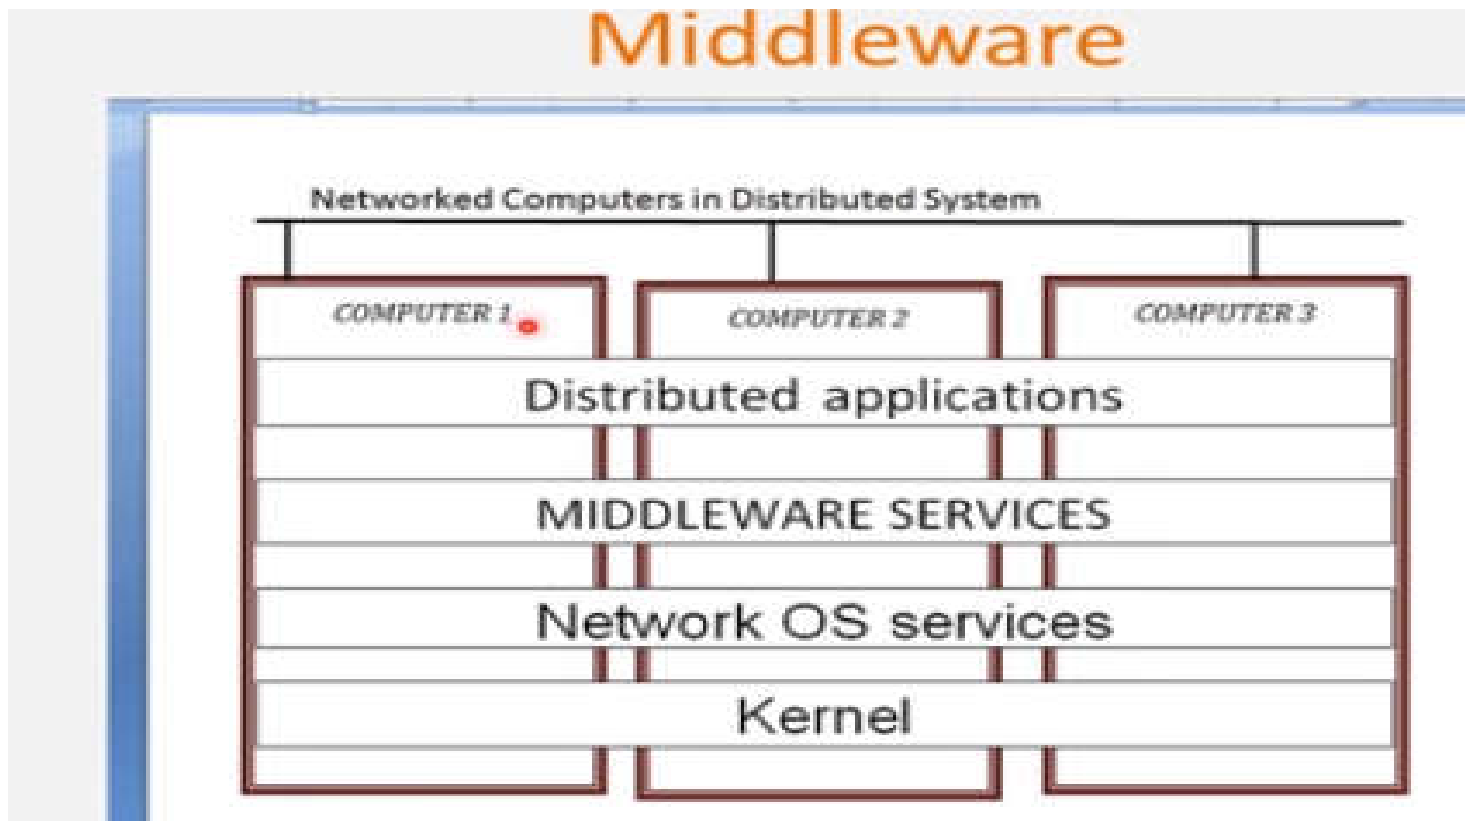 Middleware
Networked Computers in Distributed System
COMPUTER 1
COMPUTER 2
COMPUTER 3
Distributed applications
MIDDLEWARE SERVICES
Network OS services
Kernel